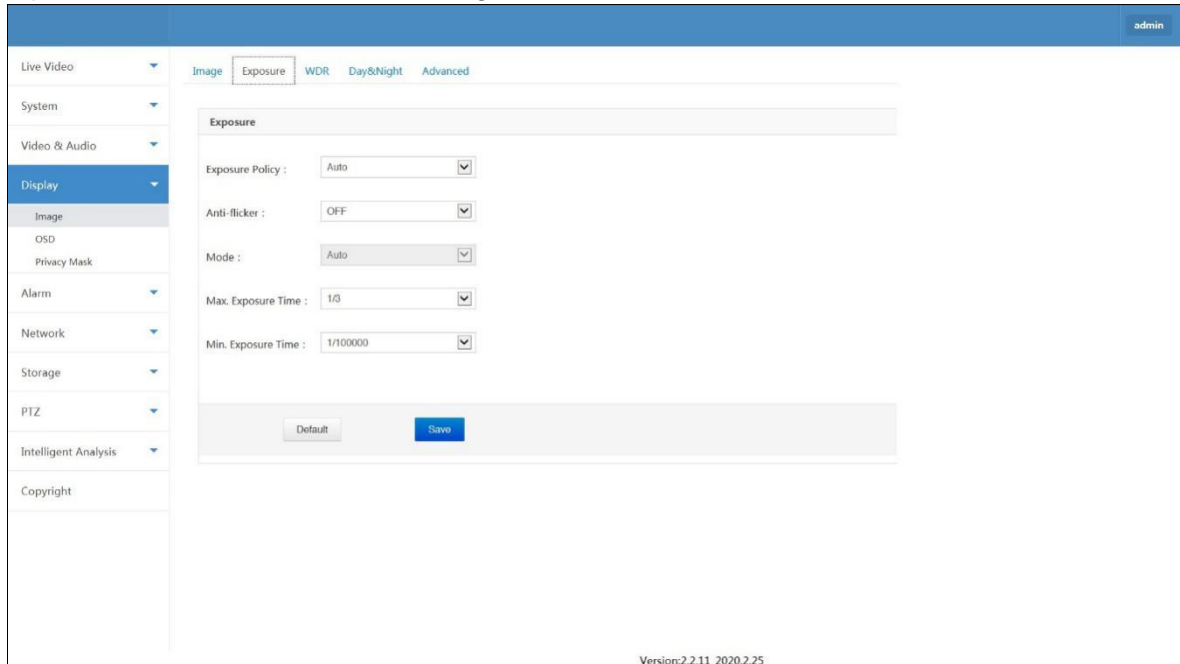 admin
Live Video
System
Video & Audio
Display
Image
OSD
Privacy Mask
Alarm
Network
Storage
PTZ
Intelligent Analysis
Copyright
Image Exposure WDR Day&Night Advanced
Exposure
Exposure Policy : Auto
Anti-flicker : OFF
Mode : Auto
Max. Exposure Time : 1/3
Min. Exposure Time : 1/100000
Default Save
Version:2.2.11_2020.2.25